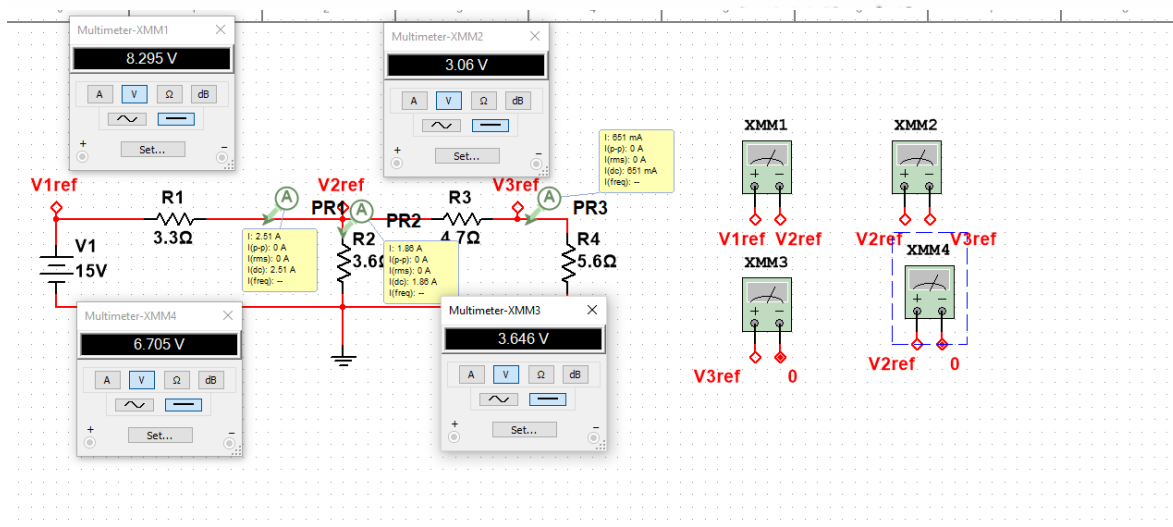 Multimeter-XMM1
8.295 V
A V Ω dB
Set...
+ −
Multimeter-XMM2
3.06 V
A V Ω dB
Set...
+ −
V1ref
R1
3.3Ω
V1
15V
A
PR1
I: 2.51 A
I(p-p): 0 A
I(rms): 0 A
I(dc): 2.51 A
I(freq): --
V2ref
A
PR2
R2
3.6Ω
I: 1.86 A
I(p-p): 0 A
I(rms): 0 A
I(dc): 1.86 A
I(freq): --
R3
4.7Ω
V3ref
A
PR3
I: 651 mA
I(p-p): 0 A
I(rms): 0 A
I(dc): 651 mA
I(freq): --
R4
5.6Ω
Multimeter-XMM4
6.705 V
A V Ω dB
Set...
+ −
Multimeter-XMM3
3.646 V
A V Ω dB
Set...
+ −
XMM1
+ −
V1ref V2ref
XMM2
+ −
V2ref V3ref
XMM3
+ −
V3ref 0
XMM4
+ −
V2ref 0